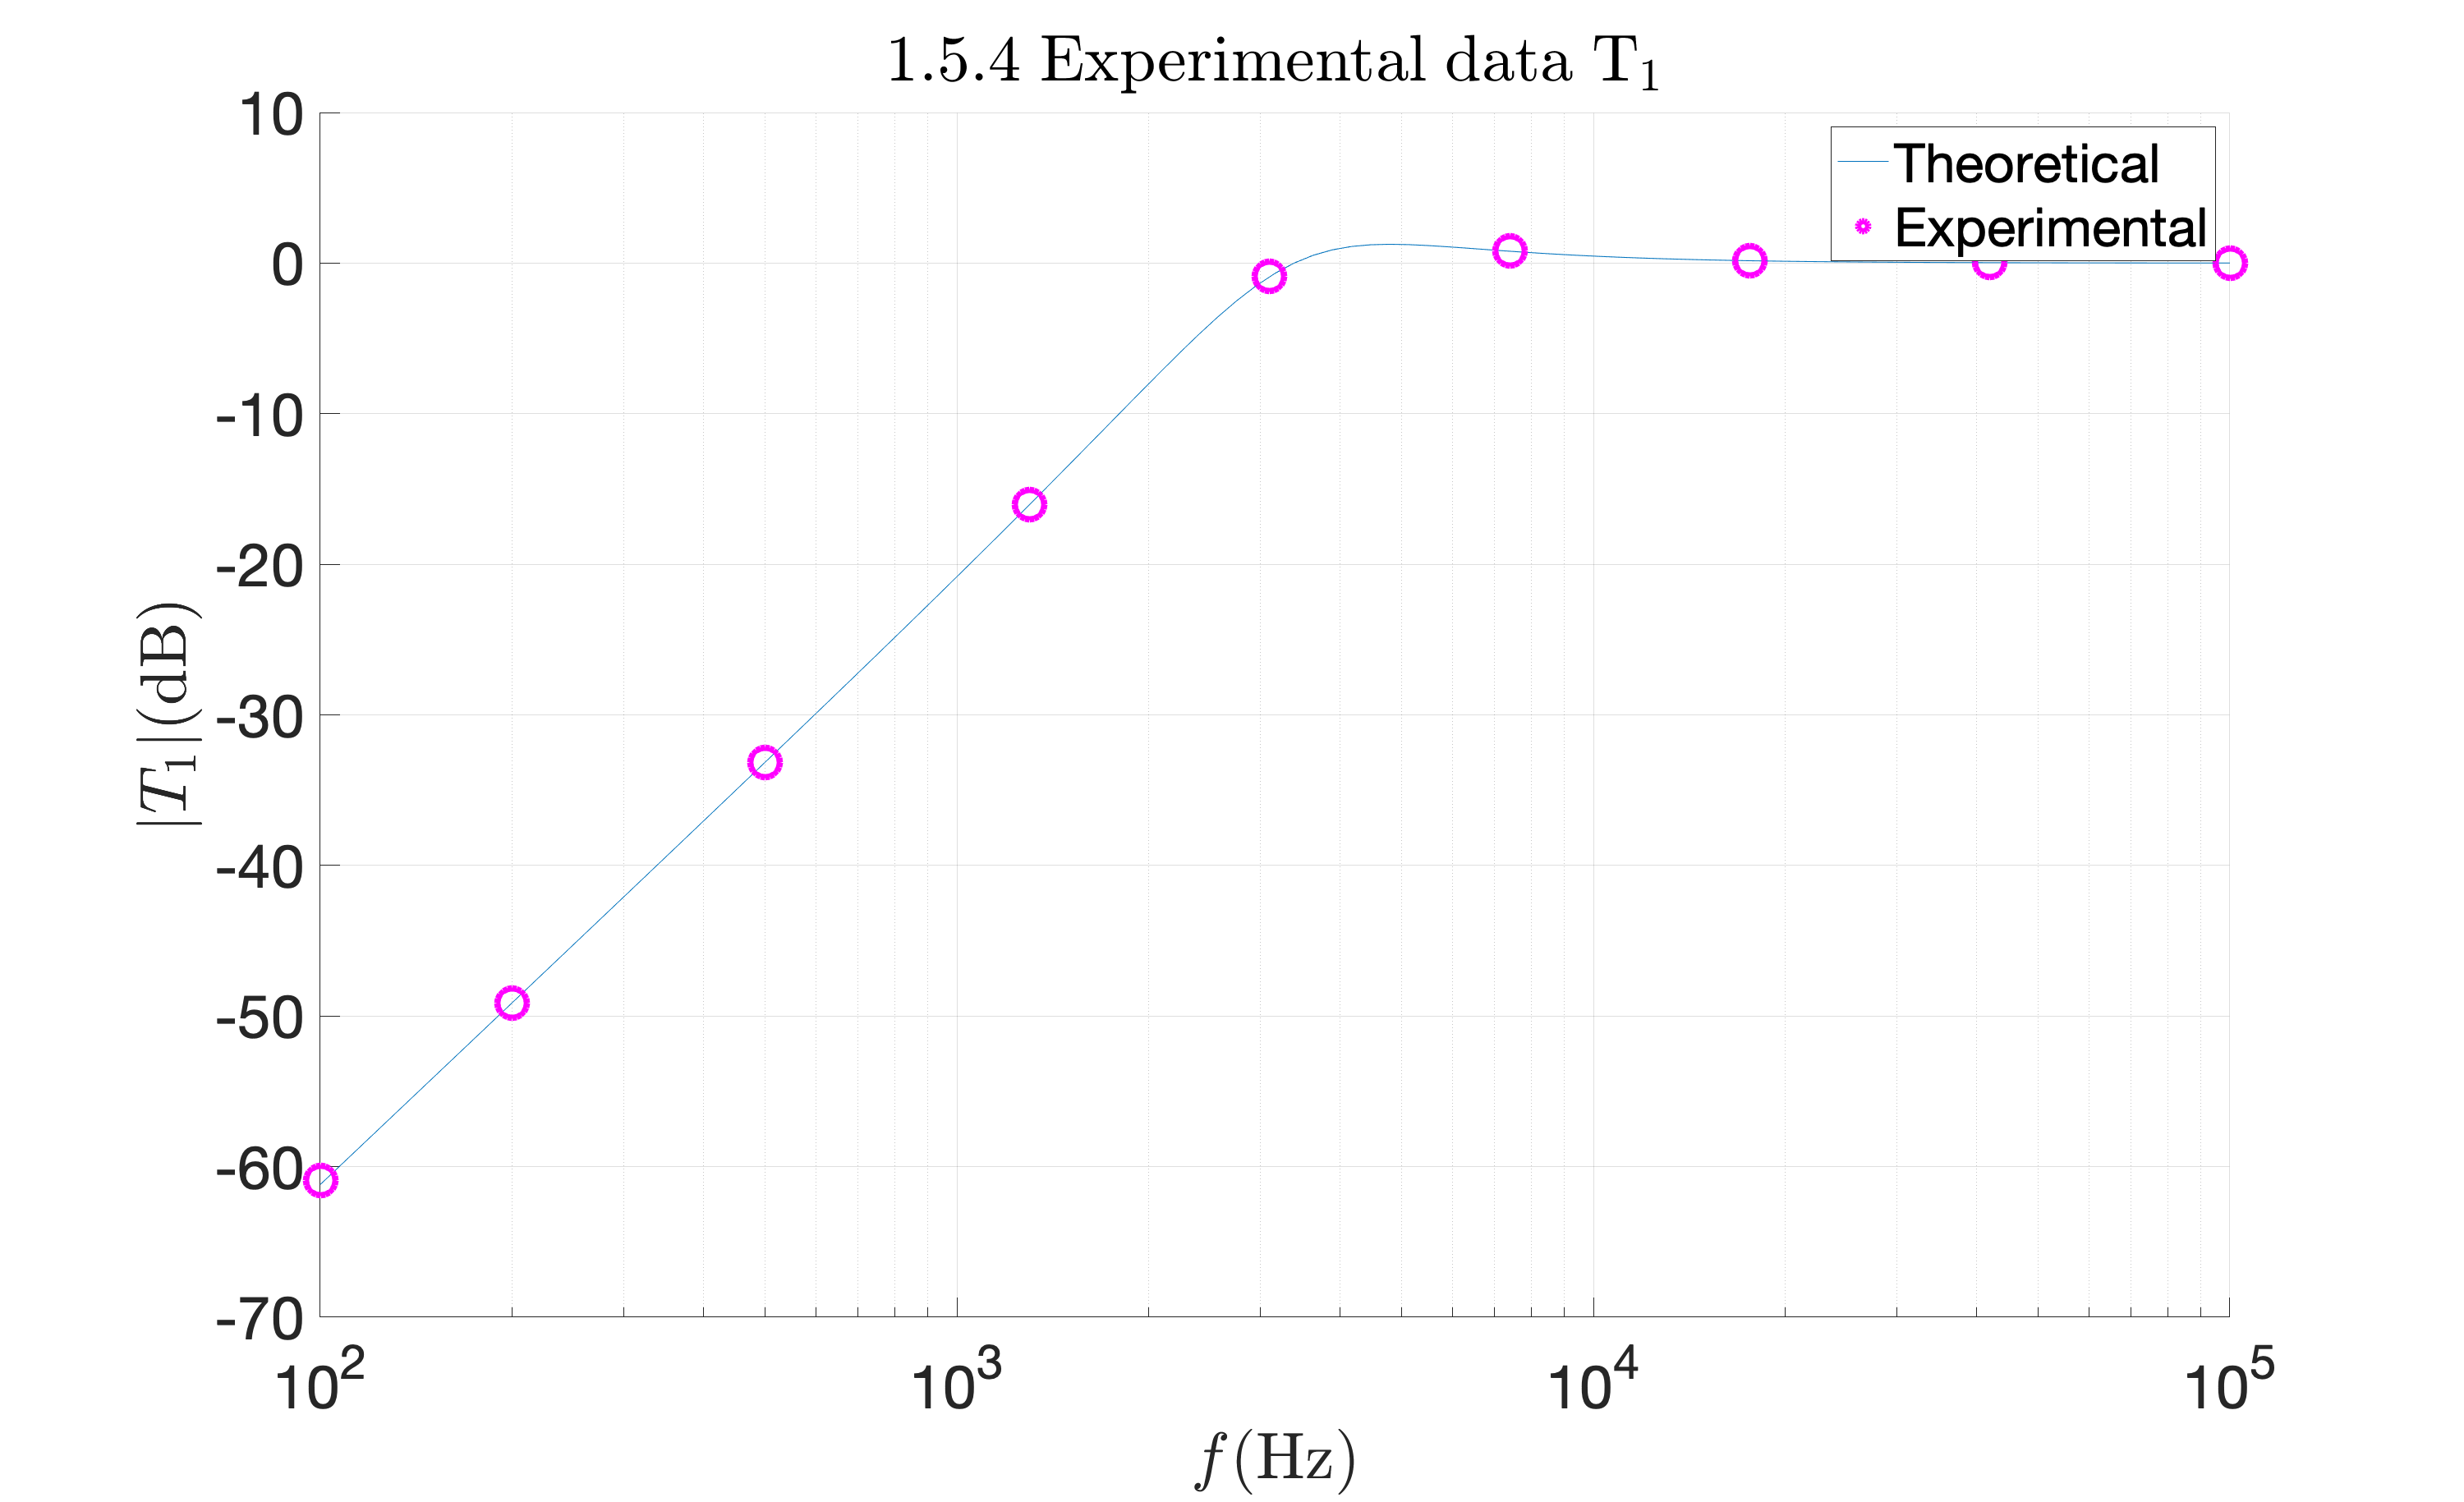 1.5.4 Experimental data T₁
10
0
-10
-20
-30
-40
-50
-60
-70
|T₁|(dB)
Theoretical
Experimental
10² 10³ 10⁴ 10⁵
f(Hz)